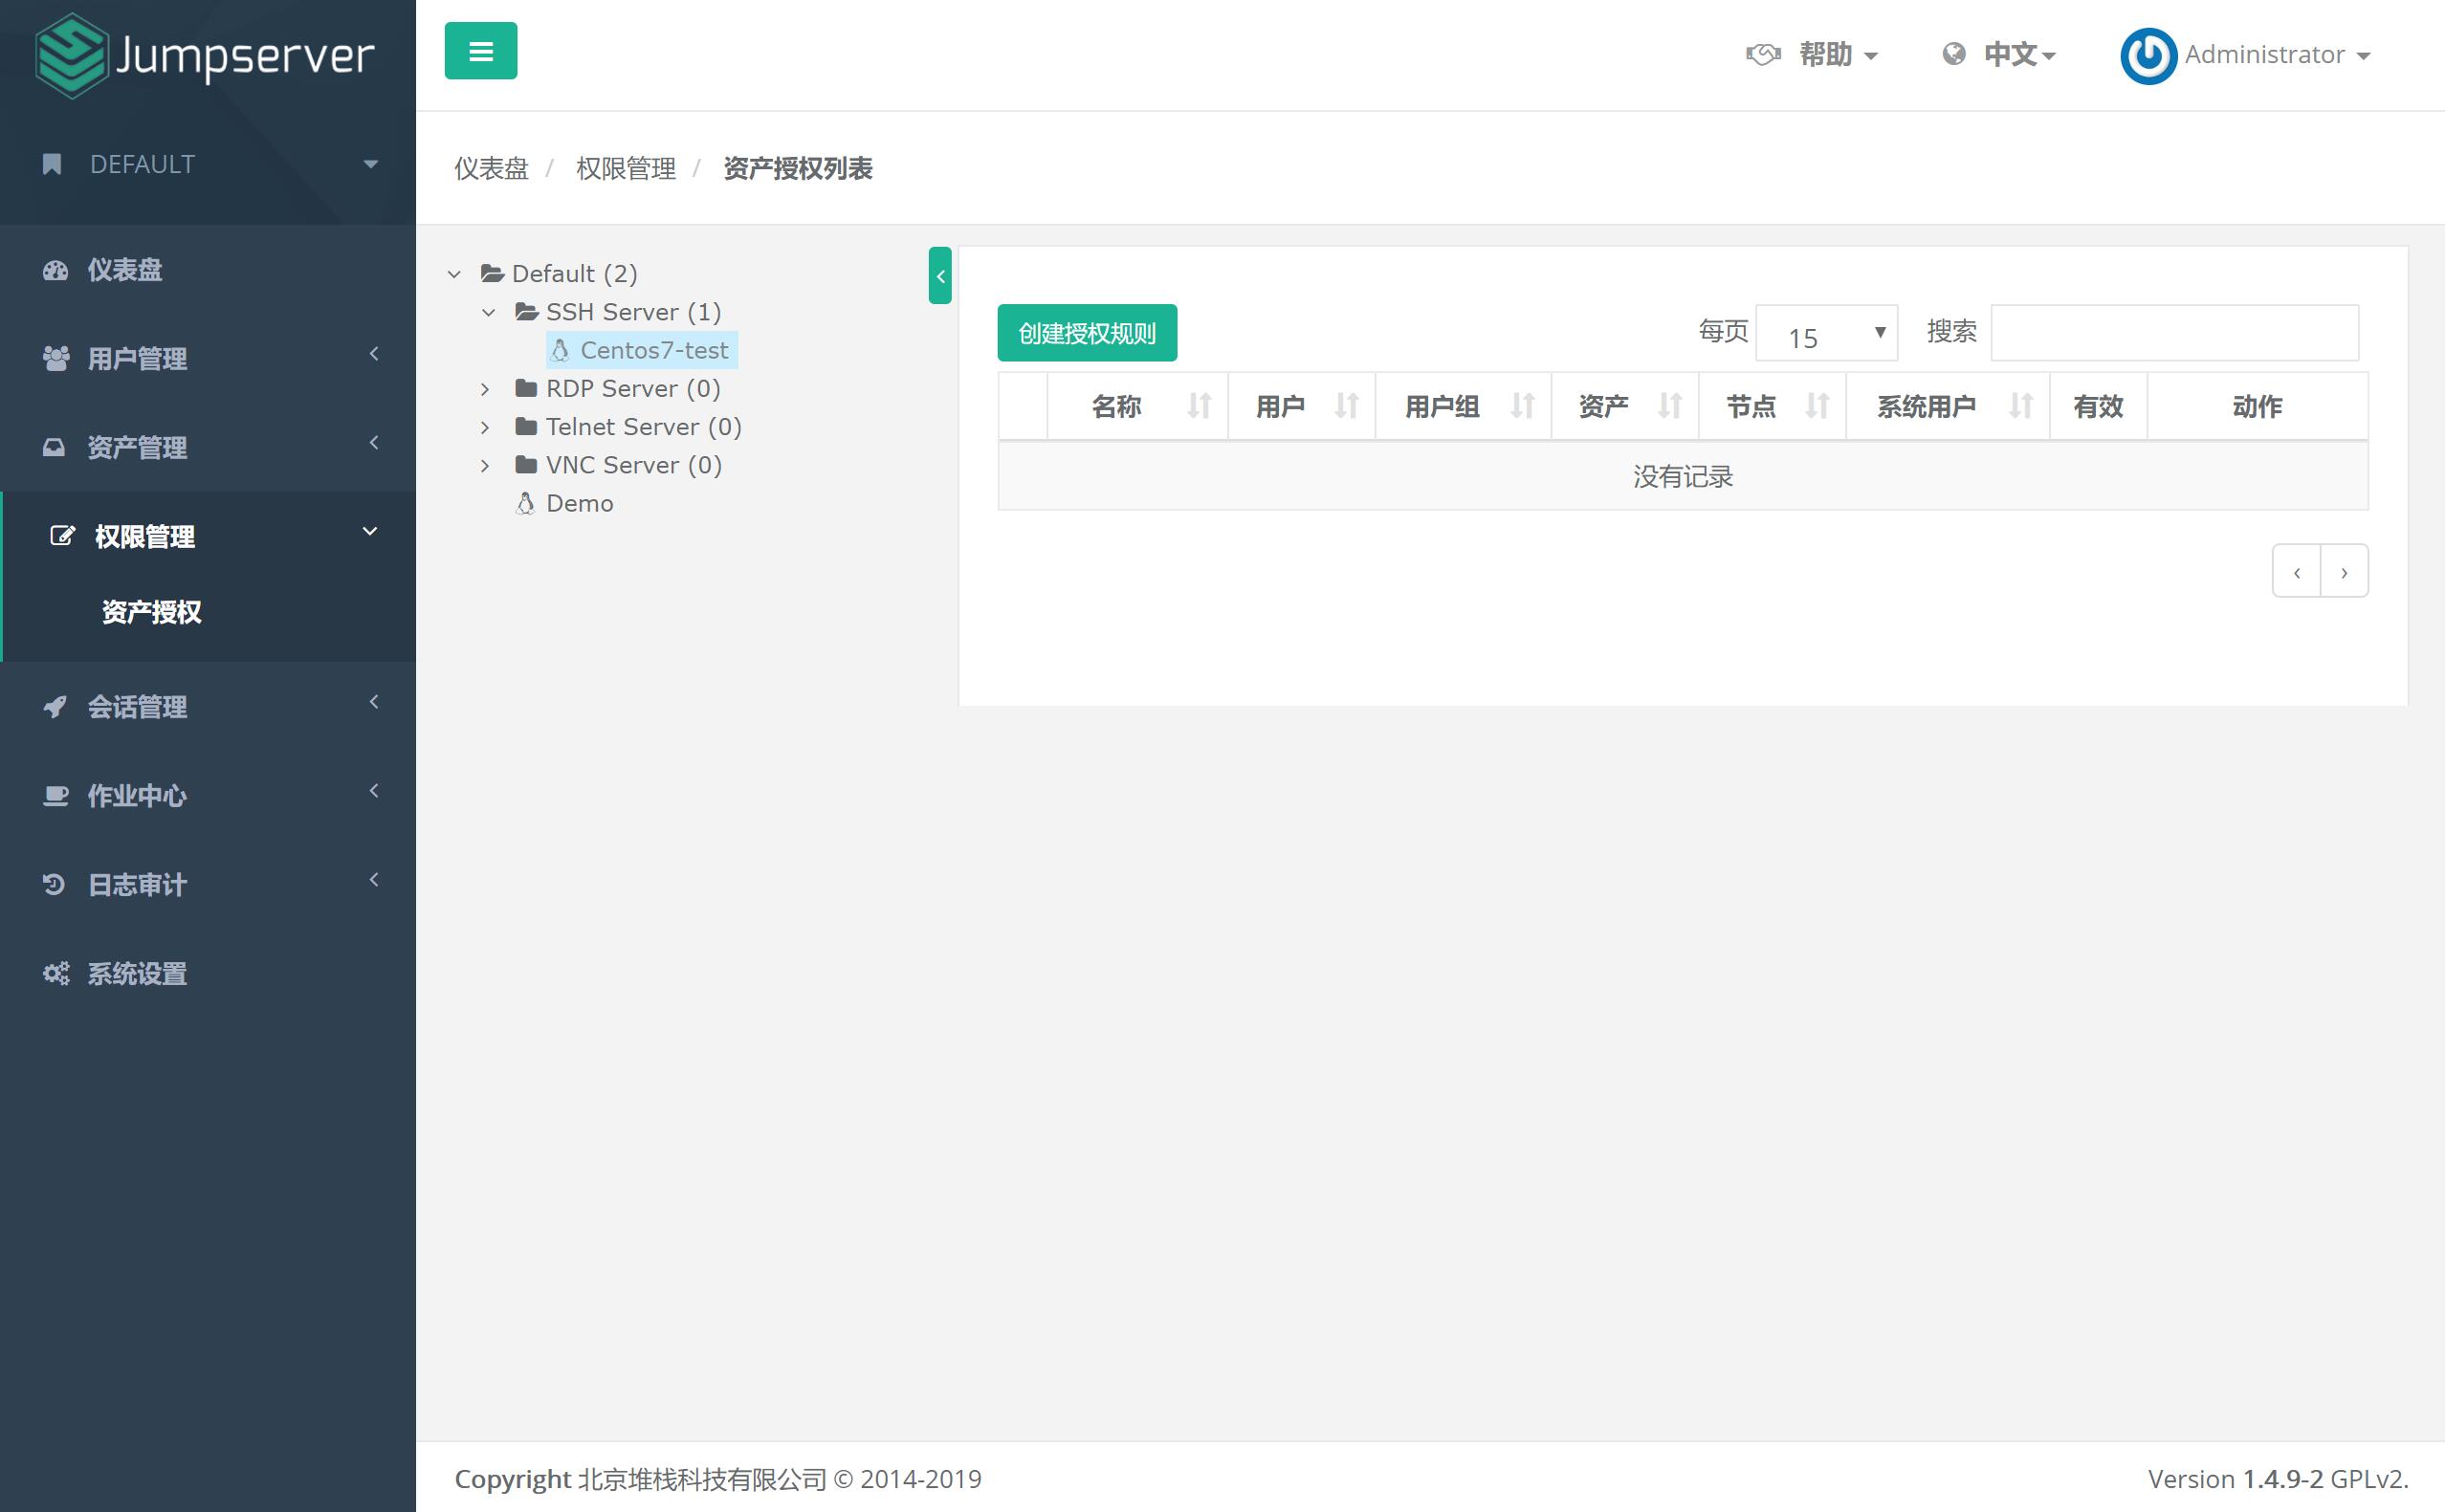 Jumpserver
DEFAULT
仪表盘
用户管理
资产管理
权限管理
资产授权
会话管理
作业中心
日志审计
系统设置
帮助
中文
Administrator
仪表盘 / 权限管理 / 资产授权列表
Default (2)
SSH Server (1)
Centos7-test
RDP Server (0)
Telnet Server (0)
VNC Server (0)
Demo
创建授权规则
每页 15 搜索
名称 用户 用户组 资产 节点 系统用户 有效 动作
没有记录
‹ ›
Copyright 北京堆栈科技有限公司 © 2014-2019
Version 1.4.9-2 GPLv2.